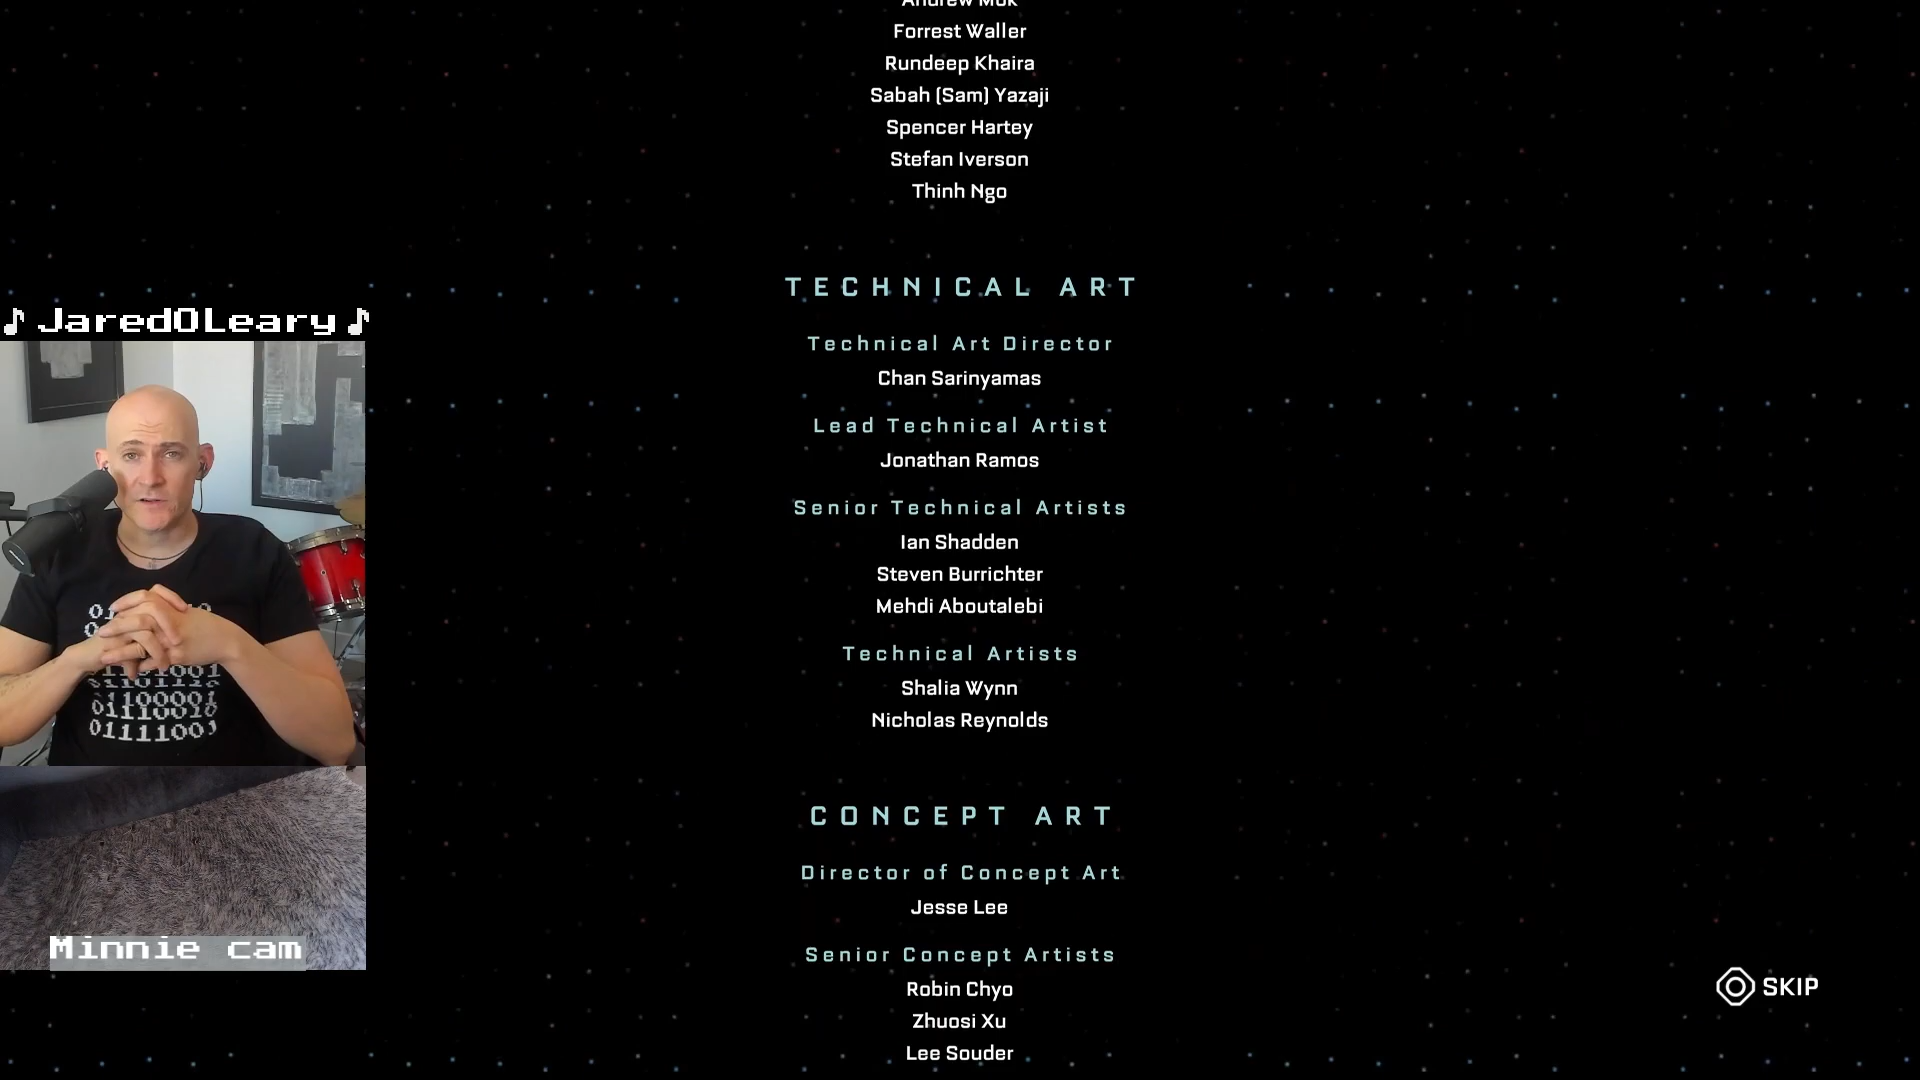 Andrew Mok
Forrest Waller
Rundeep Khaira
Sabah (Sam) Yazaji
Spencer Hartey
Stefan Iverson
Thinh Ngo
TECHNICAL ART
Technical Art Director
Chan Sarinyamas
Lead Technical Artist
Jonathan Ramos
Senior Technical Artists
Ian Shadden
Steven Burrichter
Mehdi Aboutalebi
Technical Artists
Shalia Wynn
Nicholas Reynolds
CONCEPT ART
Director of Concept Art
Jesse Lee
Senior Concept Artists
Robin Chyo
Zhuosi Xu
Lee Souder
♪ JaredOLeary ♪
01111001
Minnie cam
SKIP